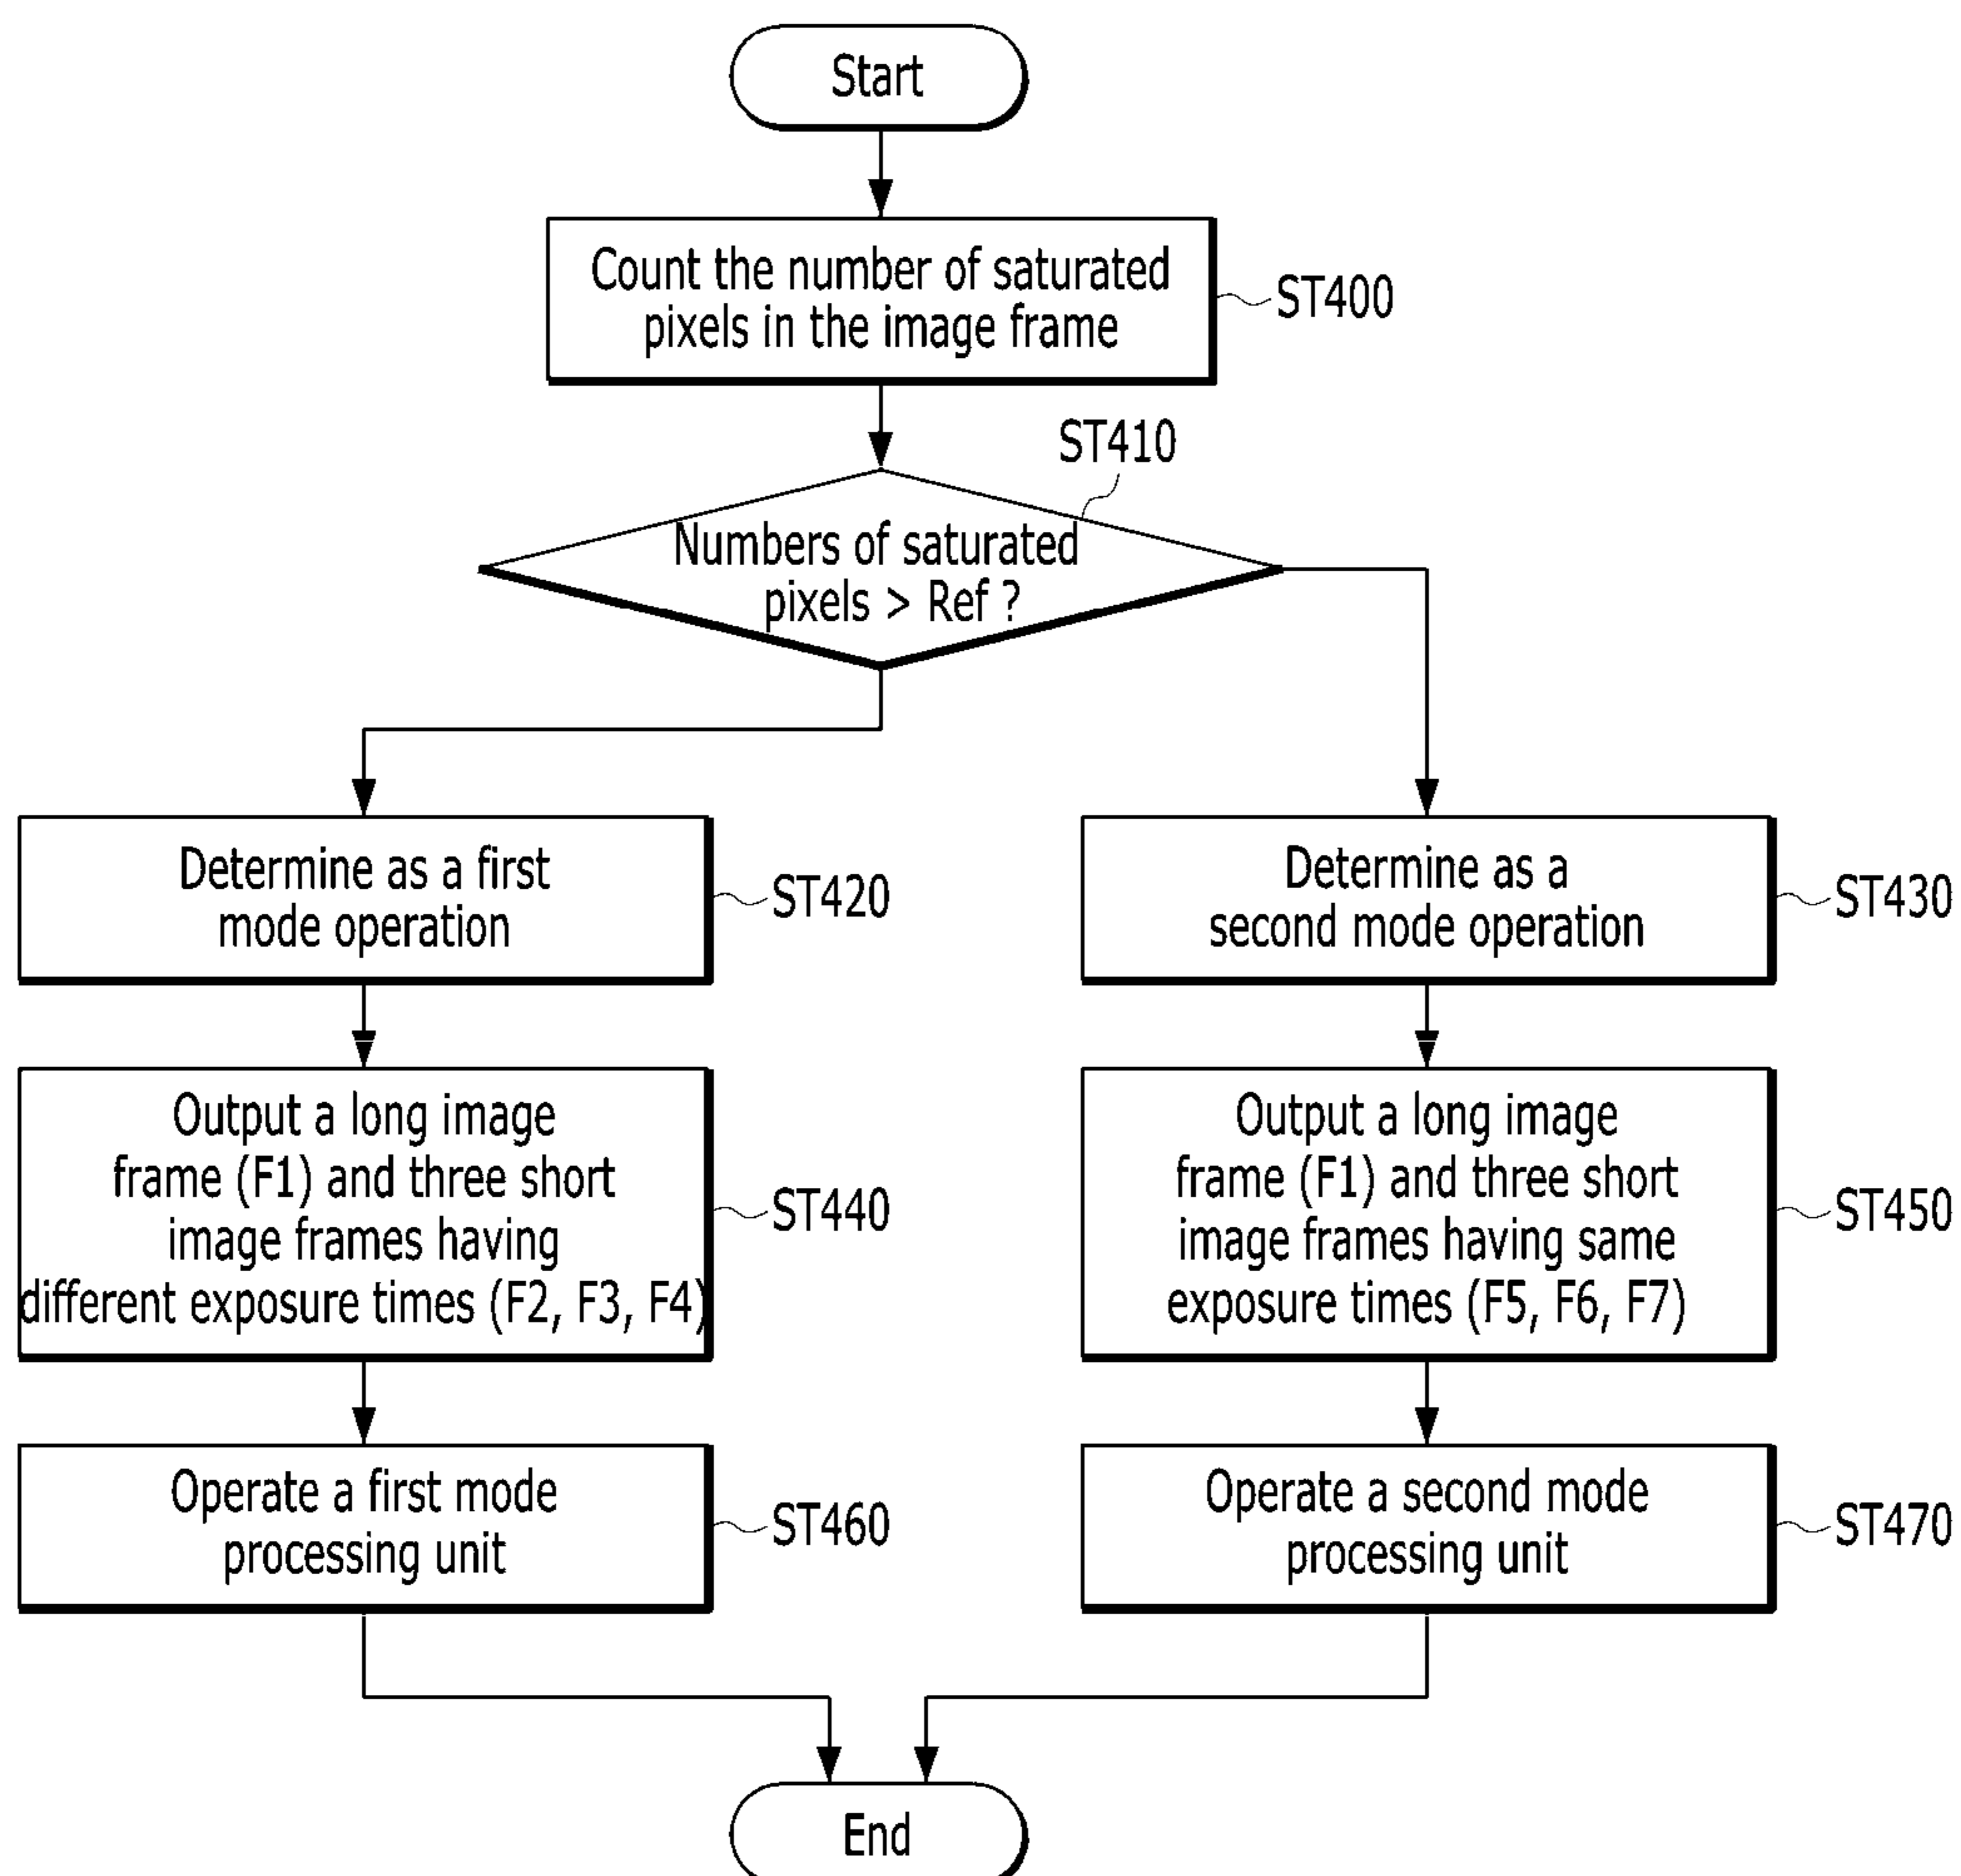 Start
Count the number of saturated
pixels in the image frame
ST400
ST410
Numbers of saturated
pixels > Ref ?
Determine as a first
mode operation
ST420
Determine as a
second mode operation
ST430
Output a long image
frame (F1) and three short
image frames having
different exposure times (F2, F3, F4)
ST440
Output a long image
frame (F1) and three short
image frames having same
exposure times (F5, F6, F7)
ST450
Operate a first mode
processing unit
ST460
Operate a second mode
processing unit
ST470
End